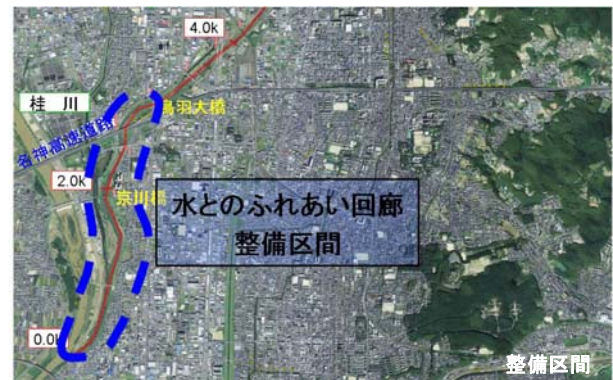 4.0k
桂川
鳥羽大橋
名神高速道路
2.0k
京川橋
水とのふれあい回廊
整備区間
0.0k
整備区間